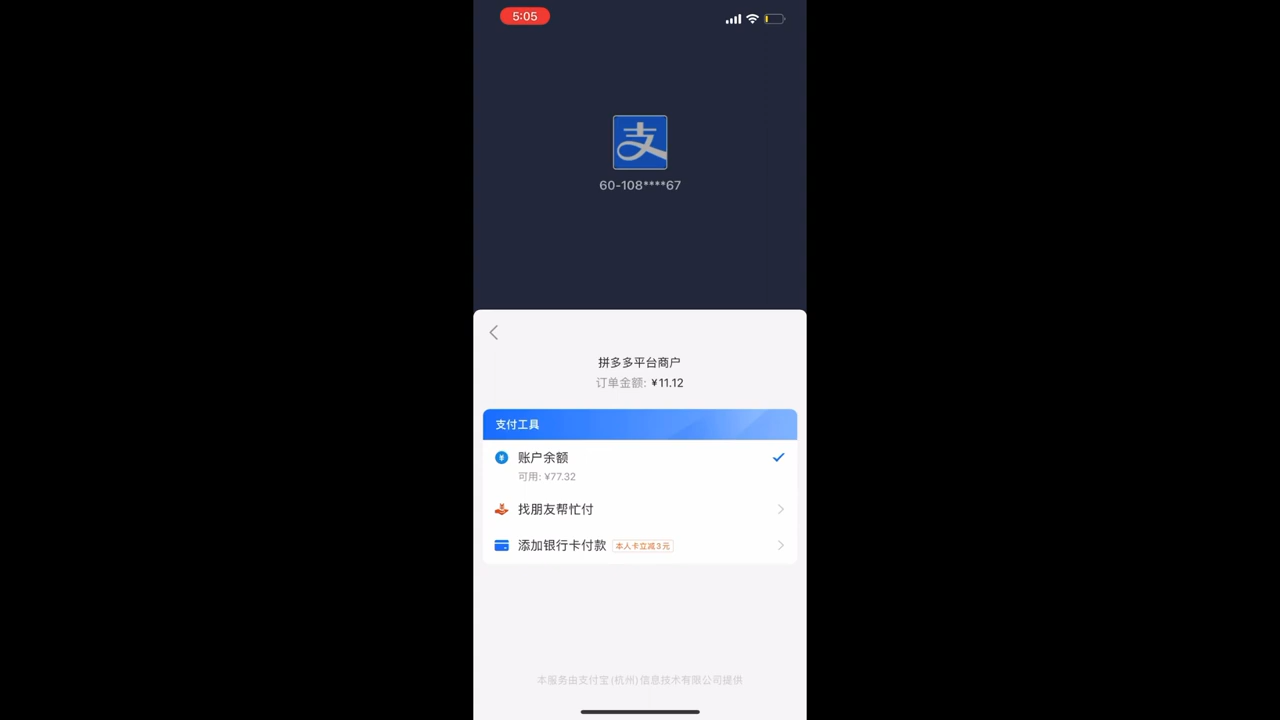 5:05
支
60-108****67
拼多多平台商户
订单金额: ¥11.12
支付工具
账户余额
可用: ¥77.32
找朋友帮忙付
添加银行卡付款 本人卡立减3元
本服务由支付宝(杭州)信息技术有限公司提供